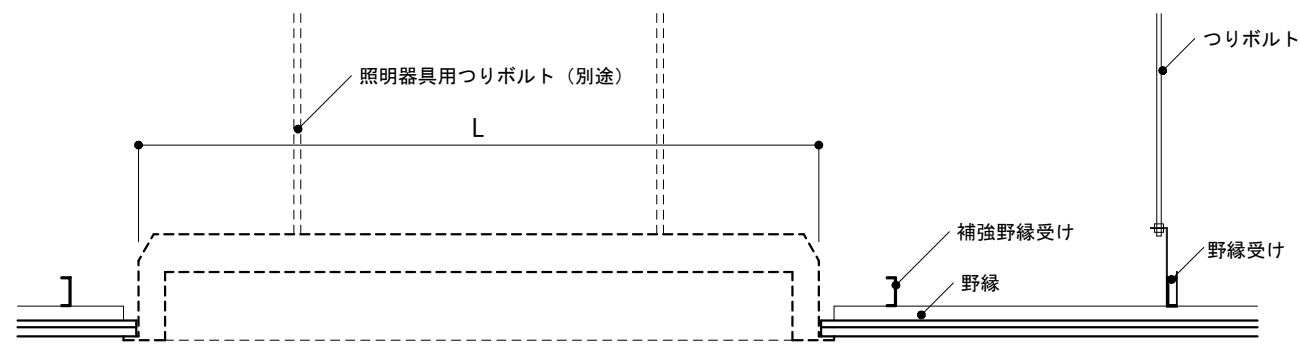 つりボルト
照明器具用つりボルト（別途）
L
補強野縁受け
野縁受け
野縁